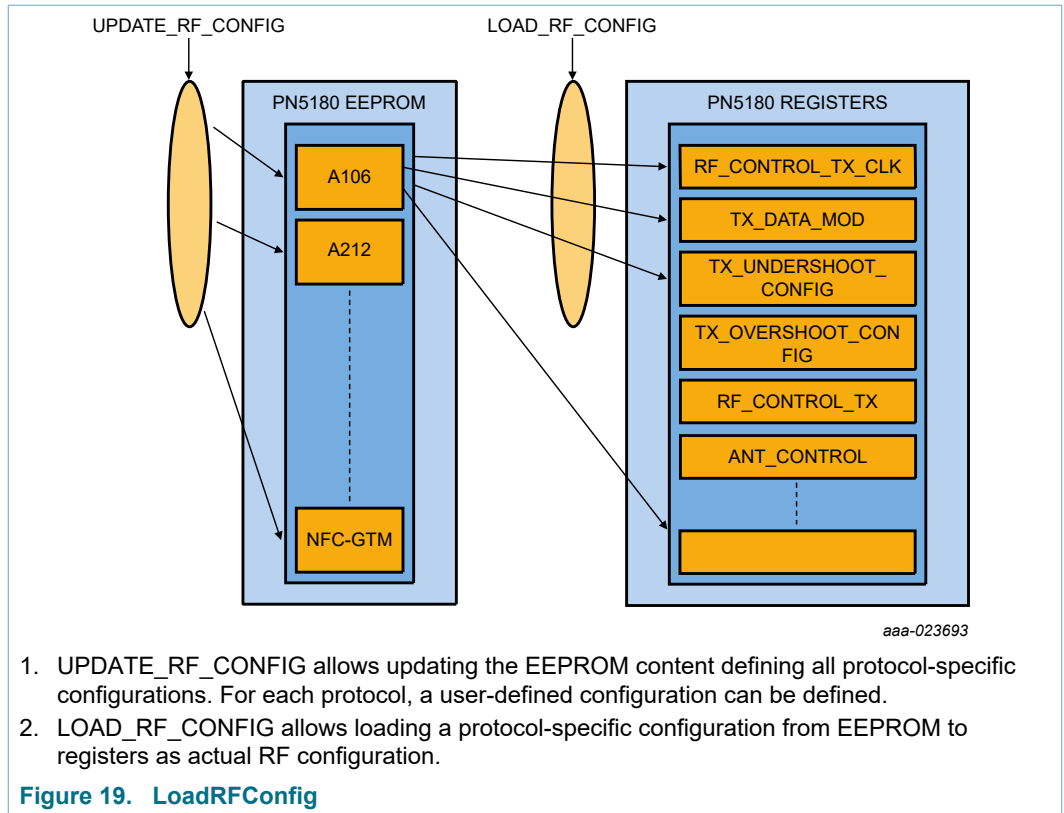 UPDATE_RF_CONFIG
LOAD_RF_CONFIG
PN5180 EEPROM
A106
A212
NFC-GTM
PN5180 REGISTERS
RF_CONTROL_TX_CLK
TX_DATA_MOD
TX_UNDERSHOOT_
CONFIG
TX_OVERSHOOT_CON
FIG
RF_CONTROL_TX
ANT_CONTROL
aaa-023693
1. UPDATE_RF_CONFIG allows updating the EEPROM content defining all protocol-specific
configurations. For each protocol, a user-defined configuration can be defined.
2. LOAD_RF_CONFIG allows loading a protocol-specific configuration from EEPROM to
registers as actual RF configuration.
Figure 19. LoadRFConfig